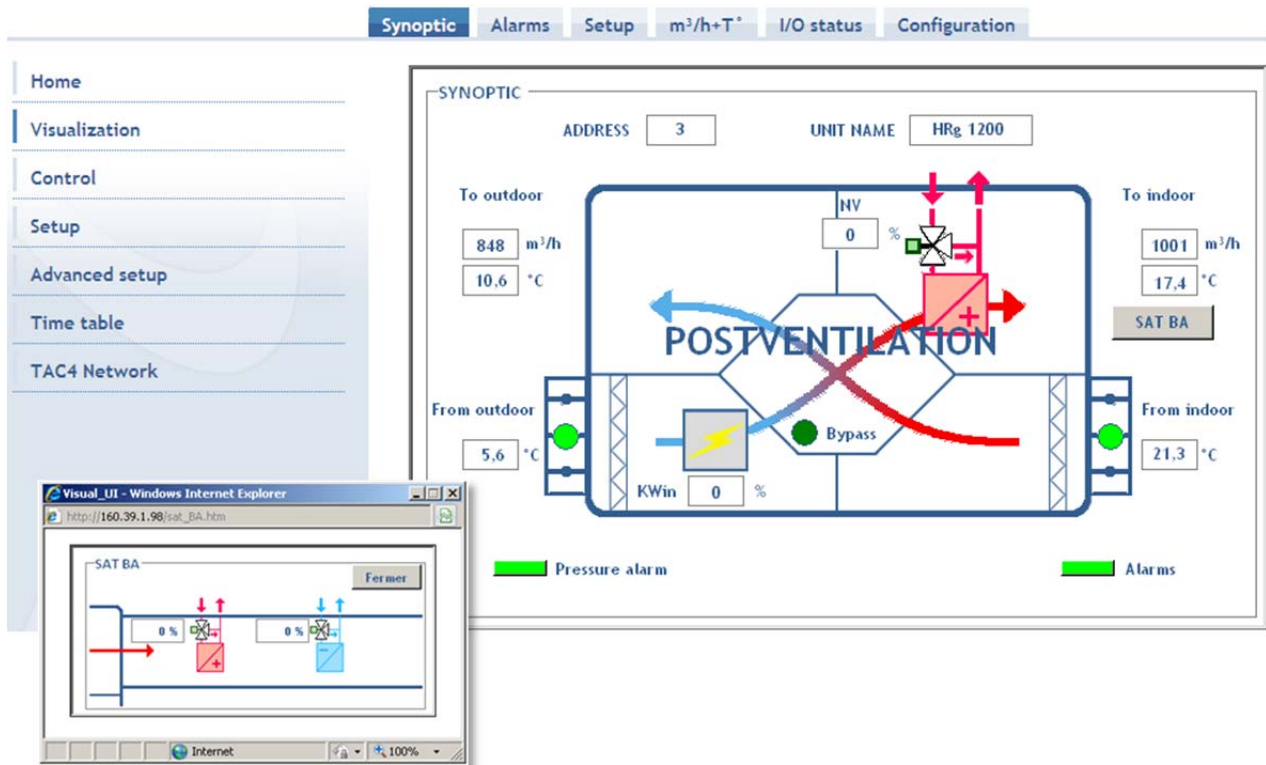 Synoptic Alarms Setup m³/h+T° I/O status Configuration
Home
Visualization
Control
Setup
Advanced setup
Time table
TAC4 Network
SYNOPTIC
ADDRESS 3 UNIT NAME HRg 1200
To outdoor
848 m³/h
10,6 °C
NV
0 %
To indoor
1001 m³/h
17,4 °C
SAT BA
POSTVENTILATION
From outdoor
5,6 °C
Bypass
KWin 0 %
From indoor
21,3 °C
Pressure alarm
Alarms
Visual_UI - Windows Internet Explorer
http://160.39.1.98/sat_BA.htm
SAT BA
Fermer
0 % 0 %
Internet 100%